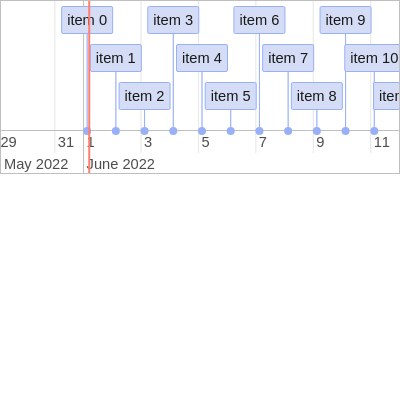 item 0 item 3 item 6 item 9
item 1 item 4 item 7 item 10
item 2 item 5 item 8
29 31 1 3 5 7 9 11
May 2022 June 2022